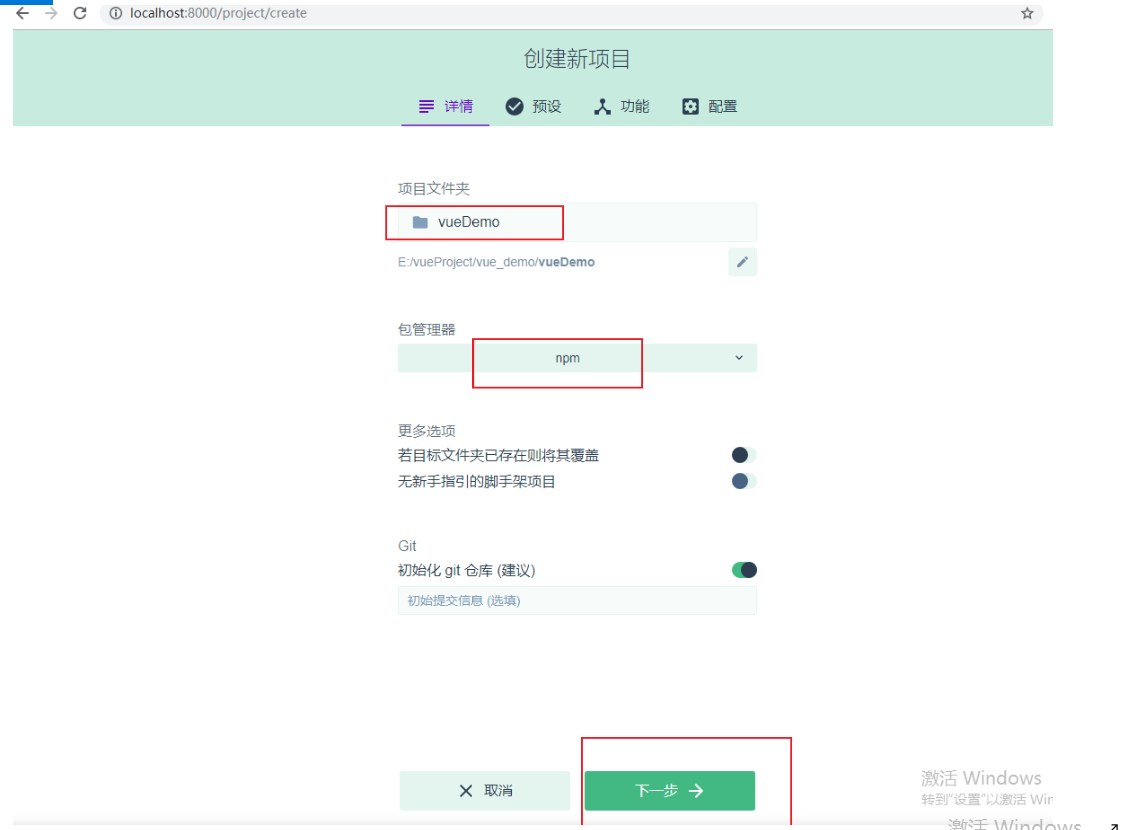 localhost:8000/project/create
创建新项目
详情 预设 功能 配置
项目文件夹
vueDemo
E:/vueProject/vue_demo/vueDemo
包管理器
npm
更多选项
若目标文件夹已存在则将其覆盖
无新手指引的脚手架项目
Git
初始化 git 仓库 (建议)
初始提交信息 (选填)
取消 下一步
激活 Windows
转到"设置"以激活 Win
激活 Windows